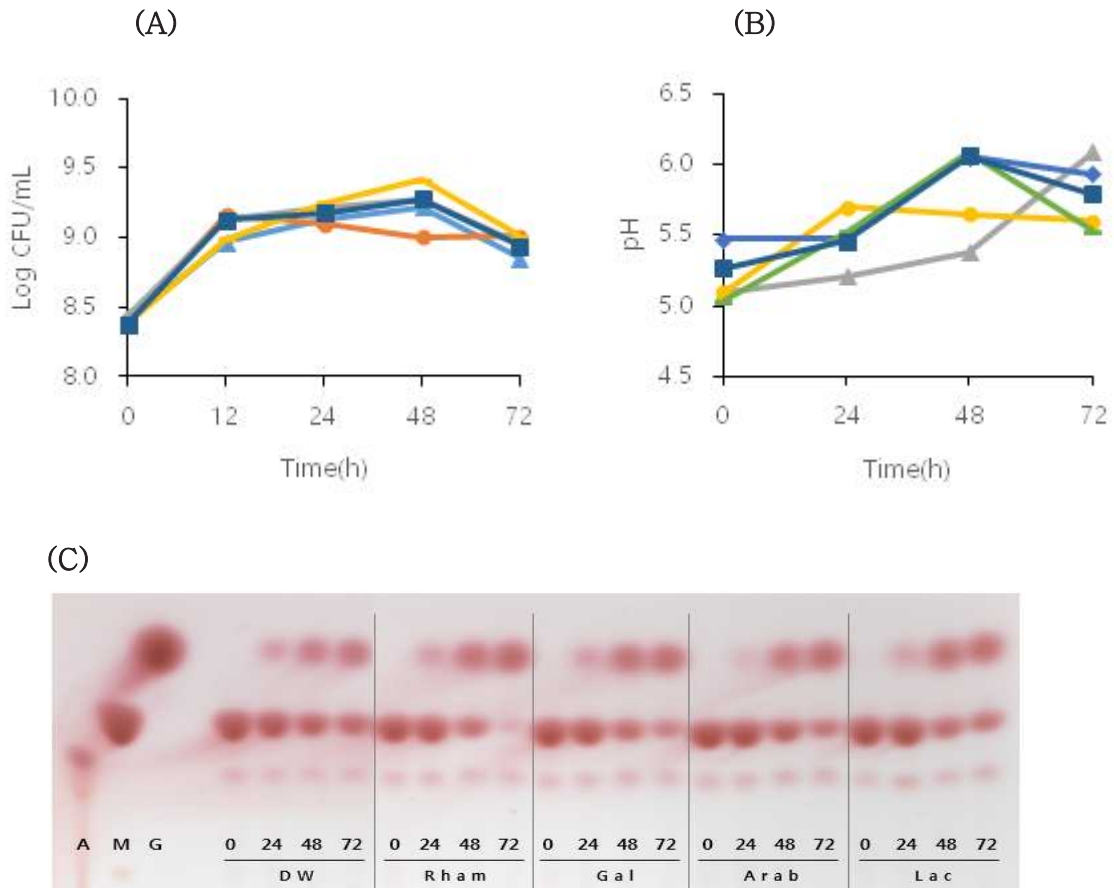 (A)
(B)
10.0
9.5
9.0
8.5
8.0
Log CFU/mL
0 12 24 48 72
Time(h)
6.5
6.0
5.5
5.0
4.5
pH
0 24 48 72
Time(h)
(C)
A M G 0 24 48 72 0 24 48 72 0 24 48 72 0 24 48 72 0 24 48 72
DW Rham Gal Arab Lac